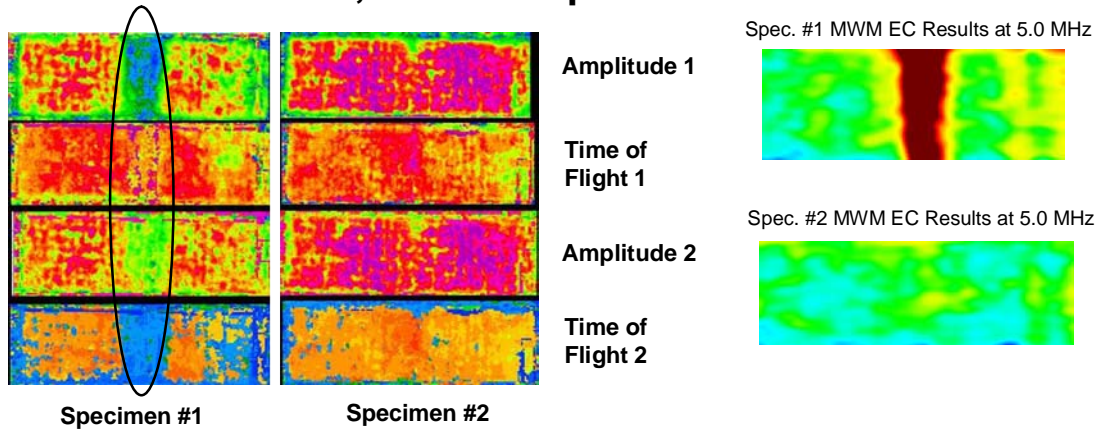 Spec. #1 MWM EC Results at 5.0 MHz
Amplitude 1
Time of
Flight 1
Amplitude 2
Time of
Flight 2
Spec. #2 MWM EC Results at 5.0 MHz
Specimen #1
Specimen #2